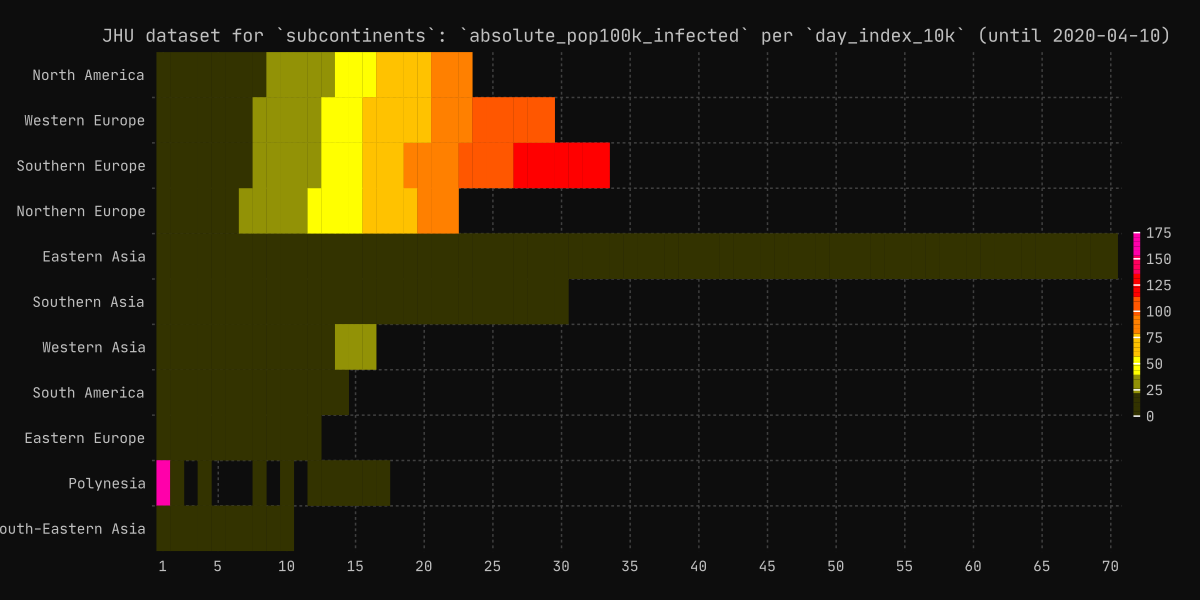 JHU dataset for `subcontinents`: `absolute_pop100k_infected` per `day_index_10k` (until 2020-04-10)
North America
Western Europe
Southern Europe
Northern Europe
Eastern Asia
Southern Asia
Western Asia
South America
Eastern Europe
Polynesia
outh-Eastern Asia
1 5 10 15 20 25 30 35 40 45 50 55 60 65 70
175
150
125
100
75
50
25
0